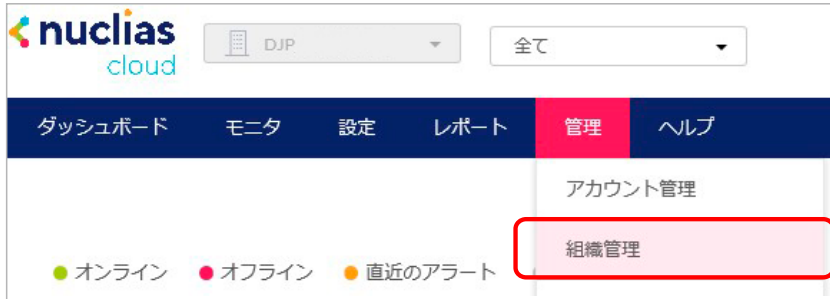 nuclias
cloud
DJP 全て
ダッシュボード モニタ 設定 レポート 管理 ヘルプ
アカウント管理
組織管理
オンライン オフライン 直近のアラート